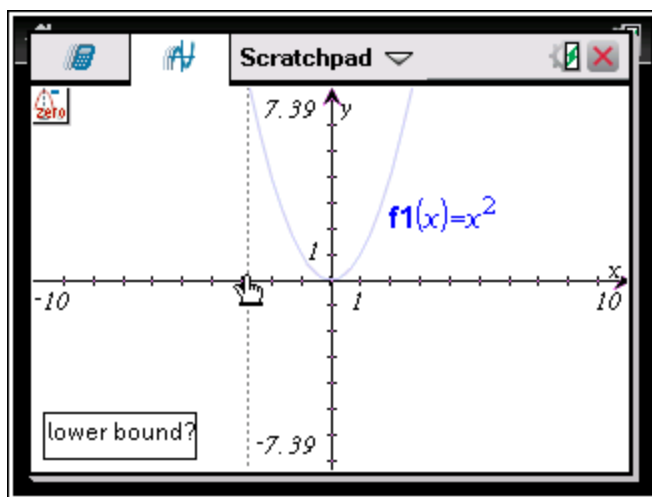 Scratchpad
zero
7.39
y
f1(x)=x²
1
x
-10
1
10
lower bound?
-7.39